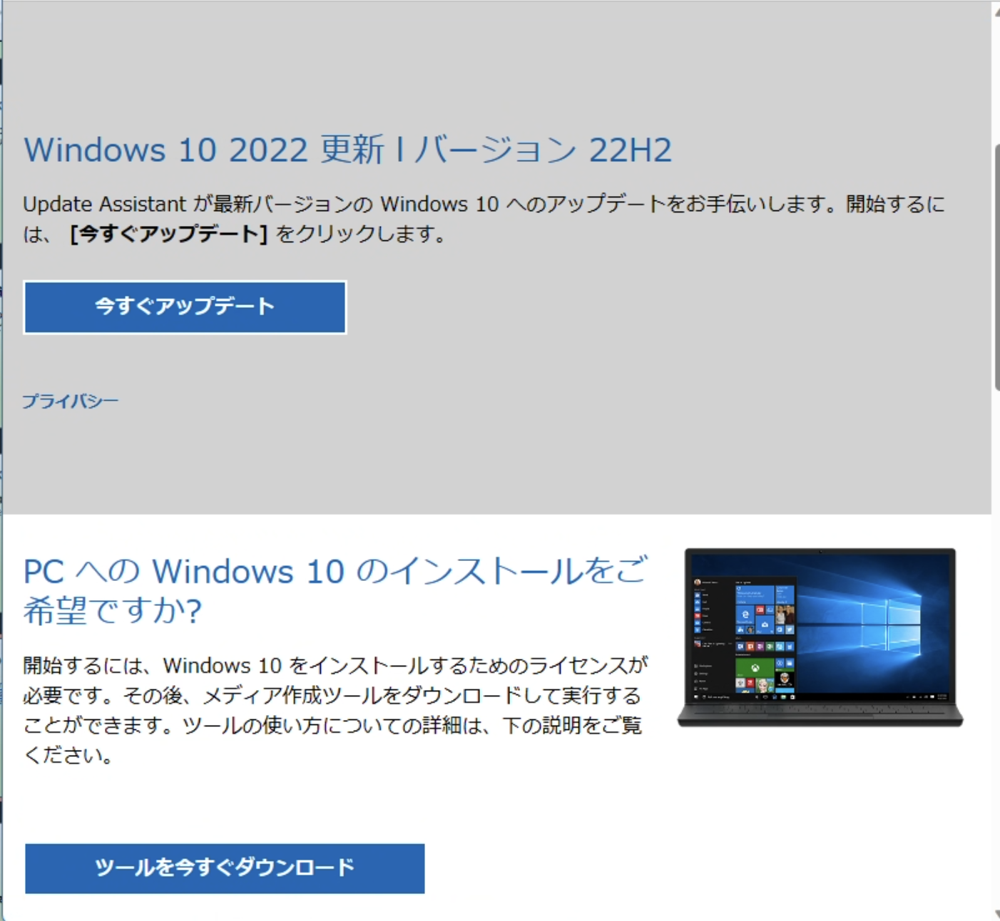 Windows 10 2022 更新 l バージョン 22H2
Update Assistant が最新バージョンの Windows 10 へのアップデートをお手伝いします。開始するに
は、 [今すぐアップデート] をクリックします。
今すぐアップデート
プライバシー
PC への Windows 10 のインストールをご
希望ですか?
開始するには、Windows 10 をインストールするためのライセンスが
必要です。その後、メディア作成ツールをダウンロードして実行する
ことができます。ツールの使い方についての詳細は、下の説明をご覧
ください。
ツールを今すぐダウンロード